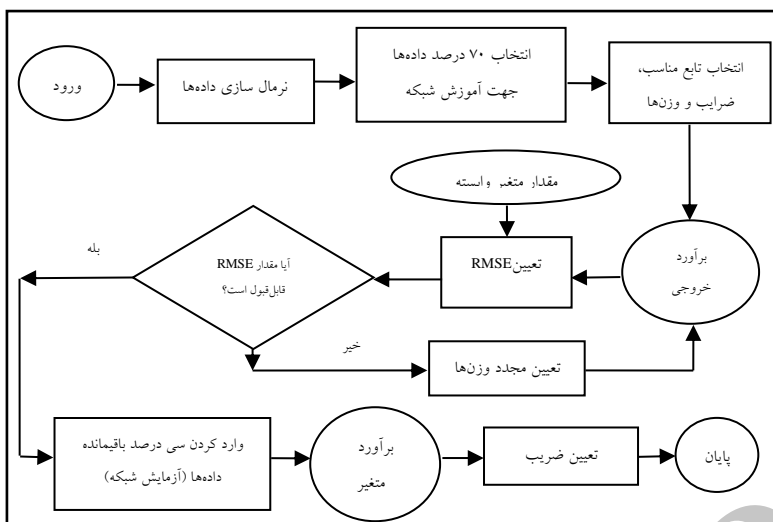 ورود
نرمال سازی داده‌ها
انتخاب ۷۰ درصد داده‌ها
جهت آموزش شبکه
انتخاب تابع مناسب،
ضرایب و وزن‌ها
مقدار متغیر وابسته
برآورد
خروجی
تعیین RMSE
آیا مقدار RMSE
قابل‌قبول است؟
بله
خیر
تعیین مجدد وزن‌ها
وارد کردن سی درصد باقیمانده
داده‌ها (آزمایش شبکه)
برآورد
متغیر
تعیین ضریب
پایان